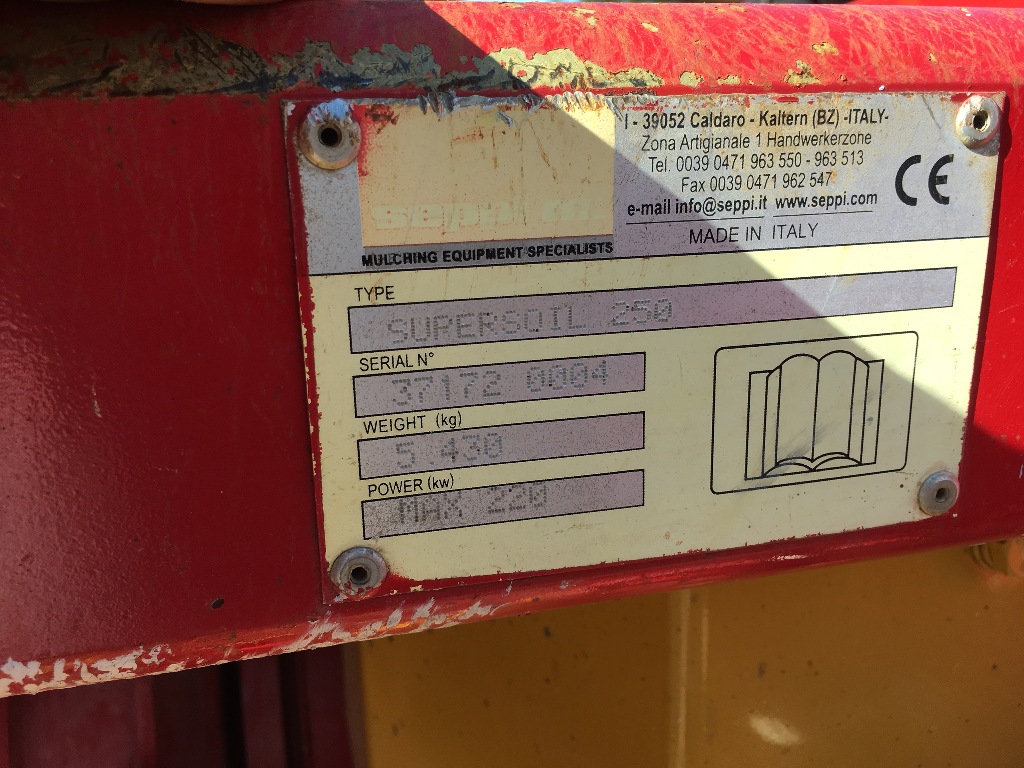 seppi m.
MULCHING EQUIPMENT SPECIALISTS
I - 39052 Caldaro - Kaltern (BZ) -ITALY-
Zona Artigianale 1 Handwerkerzone
Tel. 0039 0471 963 550 - 963 513
Fax 0039 0471 962 547
e-mail info@seppi.it www.seppi.com
MADE IN ITALY
CE
TYPE
SUPERSOIL 250
SERIAL N°
37172 0004
WEIGHT (kg)
5.430
POWER (kw)
MAX 220